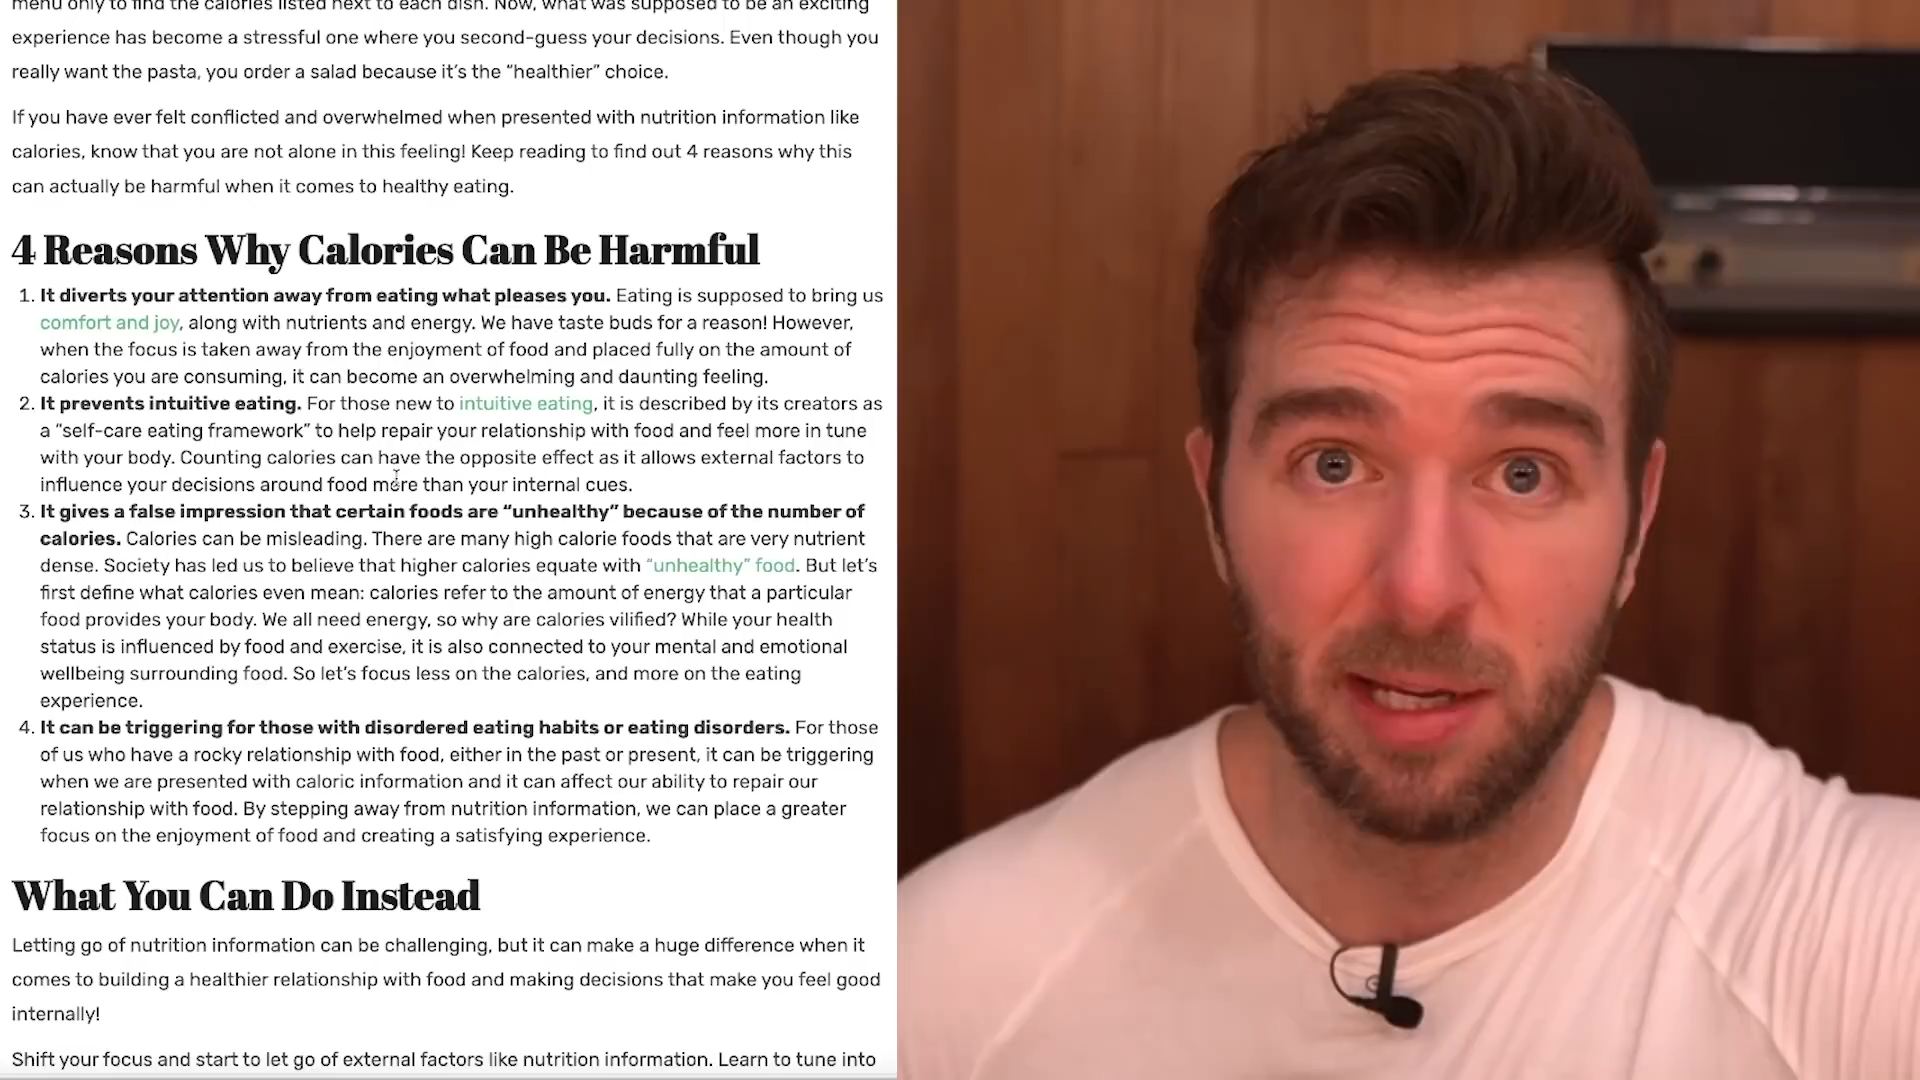 menu only to find the calories listed next to each dish. Now, what was supposed to be an exciting
experience has become a stressful one where you second-guess your decisions. Even though you
really want the pasta, you order a salad because it’s the “healthier” choice.
If you have ever felt conflicted and overwhelmed when presented with nutrition information like
calories, know that you are not alone in this feeling! Keep reading to find out 4 reasons why this
can actually be harmful when it comes to healthy eating.
4 Reasons Why Calories Can Be Harmful
1. It diverts your attention away from eating what pleases you. Eating is supposed to bring us
comfort and joy, along with nutrients and energy. We have taste buds for a reason! However,
when the focus is taken away from the enjoyment of food and placed fully on the amount of
calories you are consuming, it can become an overwhelming and daunting feeling.
2. It prevents intuitive eating. For those new to intuitive eating, it is described by its creators as
a “self-care eating framework” to help repair your relationship with food and feel more in tune
with your body. Counting calories can have the opposite effect as it allows external factors to
influence your decisions around food more than your internal cues.
3. It gives a false impression that certain foods are “unhealthy” because of the number of
calories. Calories can be misleading. There are many high calorie foods that are very nutrient
dense. Society has led us to believe that higher calories equate with “unhealthy” food. But let’s
first define what calories even mean: calories refer to the amount of energy that a particular
food provides your body. We all need energy, so why are calories vilified? While your health
status is influenced by food and exercise, it is also connected to your mental and emotional
wellbeing surrounding food. So let’s focus less on the calories, and more on the eating
experience.
4. It can be triggering for those with disordered eating habits or eating disorders. For those
of us who have a rocky relationship with food, either in the past or present, it can be triggering
when we are presented with caloric information and it can affect our ability to repair our
relationship with food. By stepping away from nutrition information, we can place a greater
focus on the enjoyment of food and creating a satisfying experience.
What You Can Do Instead
Letting go of nutrition information can be challenging, but it can make a huge difference when it
comes to building a healthier relationship with food and making decisions that make you feel good
internally!
Shift your focus and start to let go of external factors like nutrition information. Learn to tune into